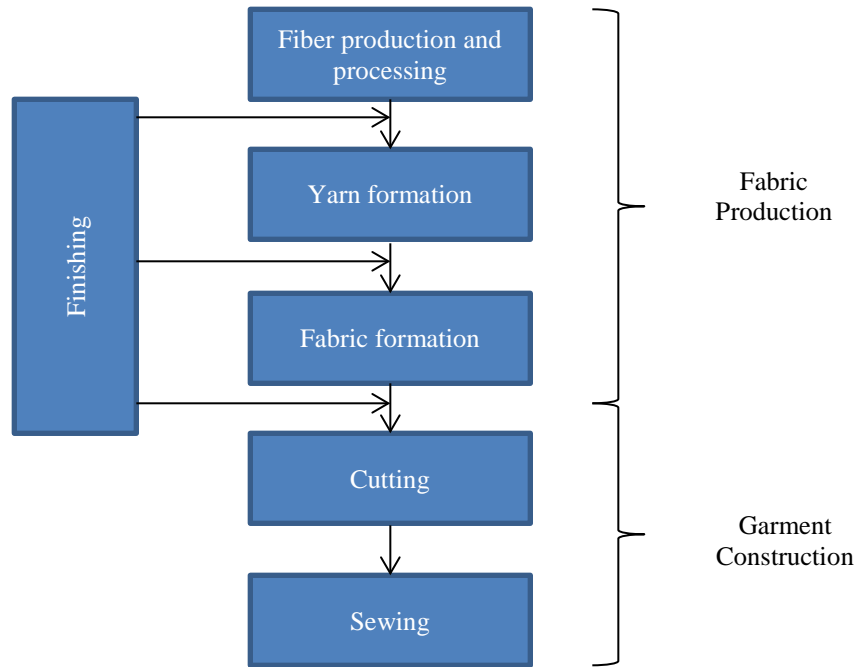 Fiber production and
processing
Finishing
Yarn formation
Fabric
Production
Fabric formation
Cutting
Garment
Construction
Sewing